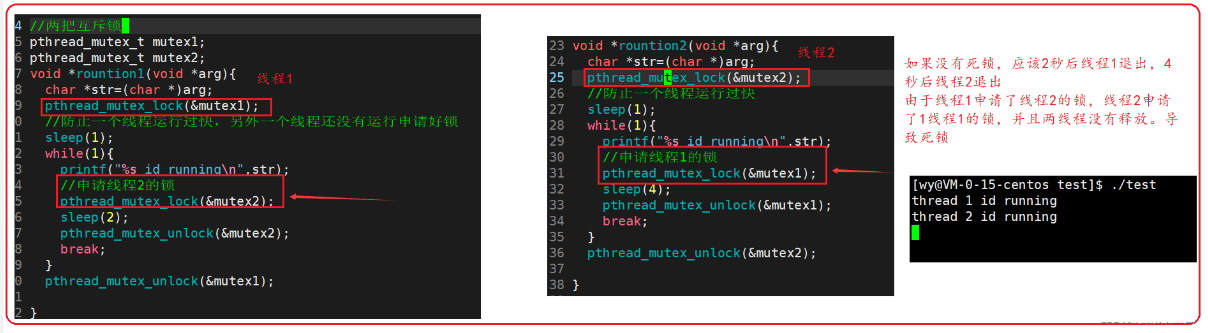 4 //两把互斥锁
5 pthread_mutex_t mutex1;
6 pthread_mutex_t mutex2;
7 void *rountion1(void *arg){
线程1
8 char *str=(char *)arg;
9 pthread_mutex_lock(&mutex1);
0 //防止一个线程运行过快，另外一个线程还没有运行申请好锁
1 sleep(1);
2 while(1){
3 printf("%s id running\n",str);
4 //申请线程2的锁
5 pthread_mutex_lock(&mutex2);
6 sleep(2);
7 pthread_mutex_unlock(&mutex2);
8 break;
9 }
0 pthread_mutex_unlock(&mutex1);
1
2 }
23 void *rountion2(void *arg){
线程2
24 char *str=(char *)arg;
25 pthread_mutex_lock(&mutex2);
26 //防止一个线程运行过快
27 sleep(1);
28 while(1){
29 printf("%s id running\n",str);
30 //申请线程1的锁
31 pthread_mutex_lock(&mutex1);
32 sleep(4);
33 pthread_mutex_unlock(&mutex1);
34 break;
35 }
36 pthread_mutex_unlock(&mutex2);
37
38 }
如果没有死锁，应该2秒后线程1退出，4
秒后线程2退出
由于线程1申请了线程2的锁，线程2申请
了1线程1的锁，并且两线程没有释放。导
致死锁
[wy@VM-0-15-centos test]$ ./test
thread 1 id running
thread 2 id running